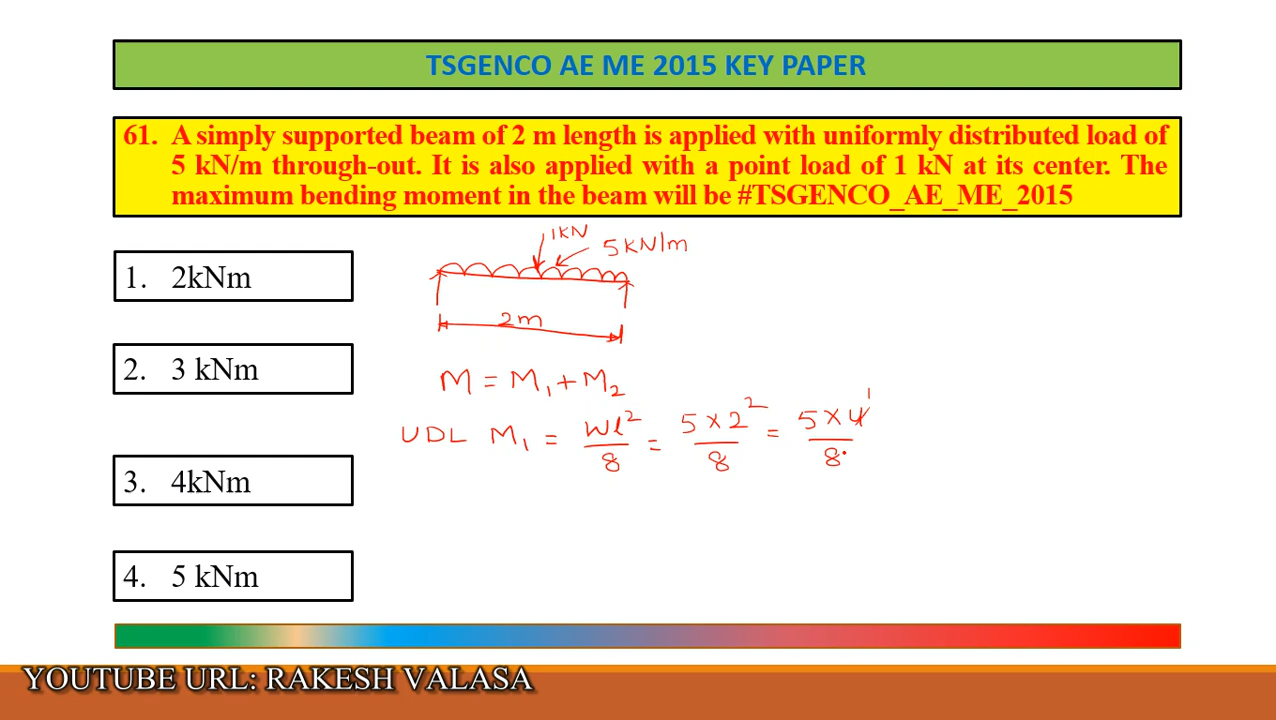 TSGENCO AE ME 2015 KEY PAPER
61. A simply supported beam of 2 m length is applied with uniformly distributed load of
5 kN/m through-out. It is also applied with a point load of 1 kN at its center. The
maximum bending moment in the beam will be #TSGENCO_AE_ME_2015
1KN
5KN/m
1. 2kNm
2m
2. 3 kNm
M = M₁ + M₂
UDL M₁ = wl²/8 = 5×2²/8 = 5×4/8
1
3. 4kNm
4. 5 kNm
YOUTUBE URL: RAKESH VALASA